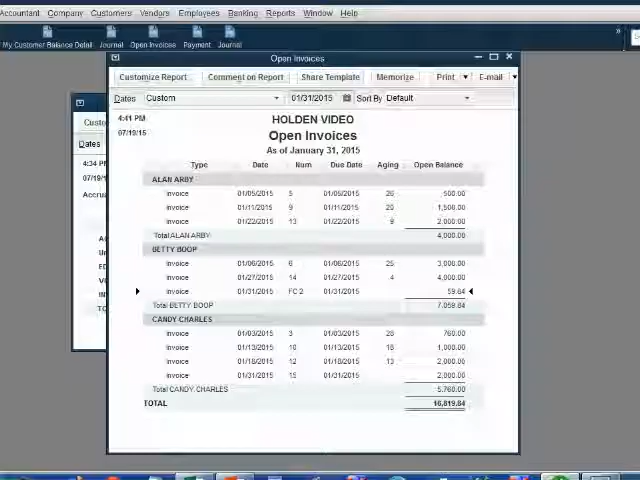 Accountant Company Customers Vendors Employees Banking Reports Window Help
My Customer Balance Detail Journal Open Invoices Payment Journal
Open Invoices
Customize Report... Comment on Report Share Template Memorize Print E-mail
Dates Custom 01/31/2015 Sort By Default
4:41 PM
07/19/15
HOLDEN VIDEO
Open Invoices
As of January 31, 2015
Type Date Num Due Date Aging Open Balance
ALAN ARBY
Invoice 01/05/2015 5 01/05/2015 26 500.00
Invoice 01/11/2015 9 01/11/2015 20 1,500.00
Invoice 01/22/2015 13 01/22/2015 9 2,000.00
Total ALAN ARBY 4,000.00
BETTY BOOP
Invoice 01/06/2015 6 01/06/2015 25 3,000.00
Invoice 01/27/2015 14 01/27/2015 4 4,000.00
Invoice 01/31/2015 FC 2 01/31/2015 59.84
Total BETTY BOOP 7,059.84
CANDY CHARLES
Invoice 01/03/2015 3 01/03/2015 28 760.00
Invoice 01/13/2015 10 01/13/2015 18 1,000.00
Invoice 01/18/2015 12 01/18/2015 13 2,000.00
Invoice 01/31/2015 15 01/31/2015 2,000.00
Total CANDY CHARLES 5,760.00
TOTAL 16,819.84
Dates
4:34 PM